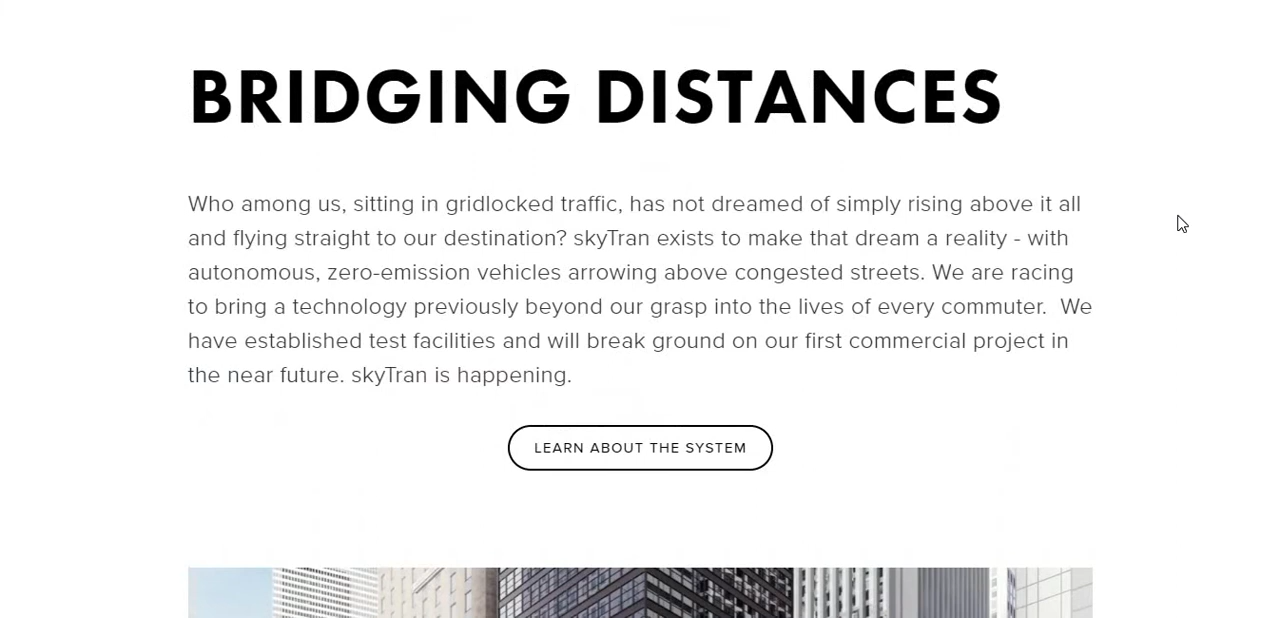 BRIDGING DISTANCES
Who among us, sitting in gridlocked traffic, has not dreamed of simply rising above it all
and flying straight to our destination? skyTran exists to make that dream a reality - with
autonomous, zero-emission vehicles arrowing above congested streets. We are racing
to bring a technology previously beyond our grasp into the lives of every commuter.  We
have established test facilities and will break ground on our first commercial project in
the near future. skyTran is happening.
LEARN ABOUT THE SYSTEM